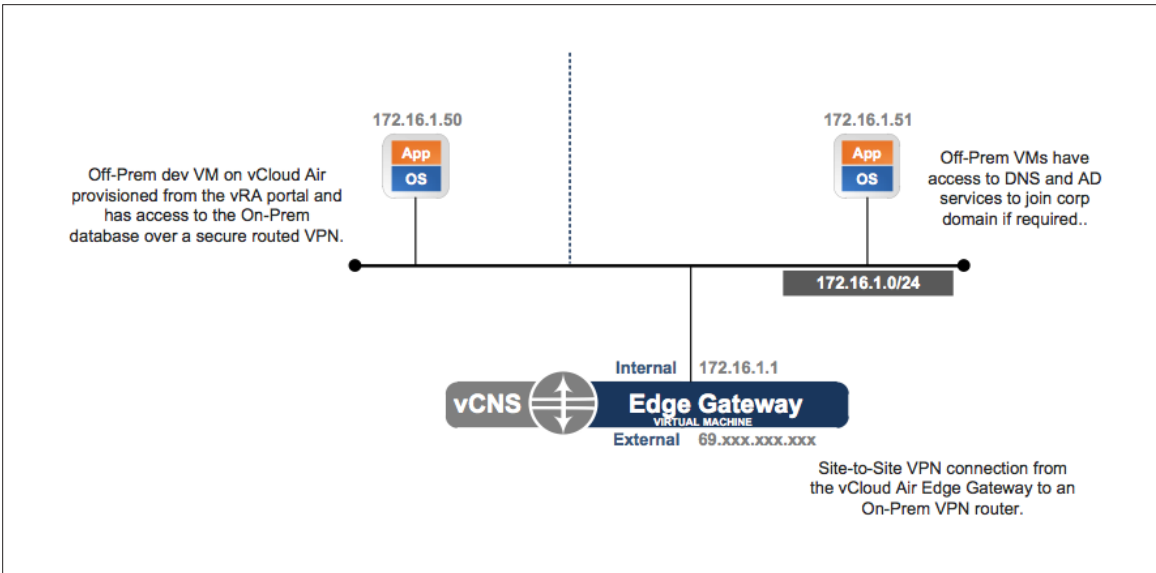 172.16.1.50
App
OS
Off-Prem dev VM on vCloud Air
provisioned from the vRA portal and
has access to the On-Prem
database over a secure routed VPN.
172.16.1.51
App
OS
Off-Prem VMs have
access to DNS and AD
services to join corp
domain if required..
172.16.1.0/24
Internal 172.16.1.1
vCNS Edge Gateway
VIRTUAL MACHINE
External 69.xxx.xxx.xxx
Site-to-Site VPN connection from
the vCloud Air Edge Gateway to an
On-Prem VPN router.